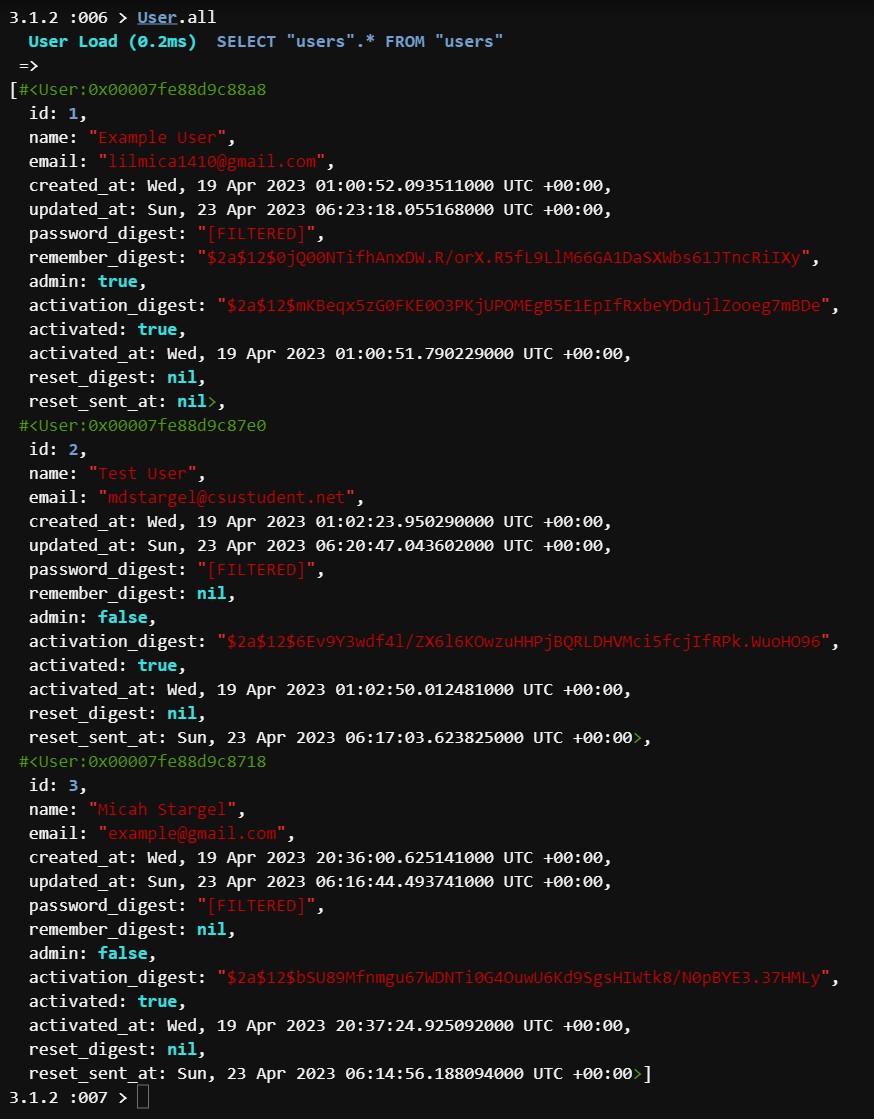 3.1.2 :006 > User.all
User Load (0.2ms)  SELECT "users".* FROM "users"
=>
[#<User:0x00007fe88d9c88a8
id: 1,
name: "Example User",
email: "lilmica1410@gmail.com",
created_at: Wed, 19 Apr 2023 01:00:52.093511000 UTC +00:00,
updated_at: Sun, 23 Apr 2023 06:23:18.055168000 UTC +00:00,
password_digest: "[FILTERED]",
remember_digest: "$2a$12$0jQ00NTifhAnxDW.R/orX.R5fL9LlM66GA1DaSXWbs61JTncRiIXy",
admin: true,
activation_digest: "$2a$12$mKBeqx5zG0FKE0O3PKjUPOMEgB5E1EpIfRxbeYDdujlZooeg7mBDe",
activated: true,
activated_at: Wed, 19 Apr 2023 01:00:51.790229000 UTC +00:00,
reset_digest: nil,
reset_sent_at: nil>,
#<User:0x00007fe88d9c87e0
id: 2,
name: "Test User",
email: "mdstargel@csustudent.net",
created_at: Wed, 19 Apr 2023 01:02:23.950290000 UTC +00:00,
updated_at: Sun, 23 Apr 2023 06:20:47.043602000 UTC +00:00,
password_digest: "[FILTERED]",
remember_digest: nil,
admin: false,
activation_digest: "$2a$12$6Ev9Y3wdf4l/ZX6l6KOwzuHHPjBQRLDHVMci5fcjIfRPk.WuoHO96",
activated: true,
activated_at: Wed, 19 Apr 2023 01:02:50.012481000 UTC +00:00,
reset_digest: nil,
reset_sent_at: Sun, 23 Apr 2023 06:17:03.623825000 UTC +00:00>,
#<User:0x00007fe88d9c8718
id: 3,
name: "Micah Stargel",
email: "example@gmail.com",
created_at: Wed, 19 Apr 2023 20:36:00.625141000 UTC +00:00,
updated_at: Sun, 23 Apr 2023 06:16:44.493741000 UTC +00:00,
password_digest: "[FILTERED]",
remember_digest: nil,
admin: false,
activation_digest: "$2a$12$bSU89Mfnmgu67WDNTi0G4OuwU6Kd9SgsHIWtk8/N0pBYE3.37HMLy",
activated: true,
activated_at: Wed, 19 Apr 2023 20:37:24.925092000 UTC +00:00,
reset_digest: nil,
reset_sent_at: Sun, 23 Apr 2023 06:14:56.188094000 UTC +00:00>]
3.1.2 :007 >